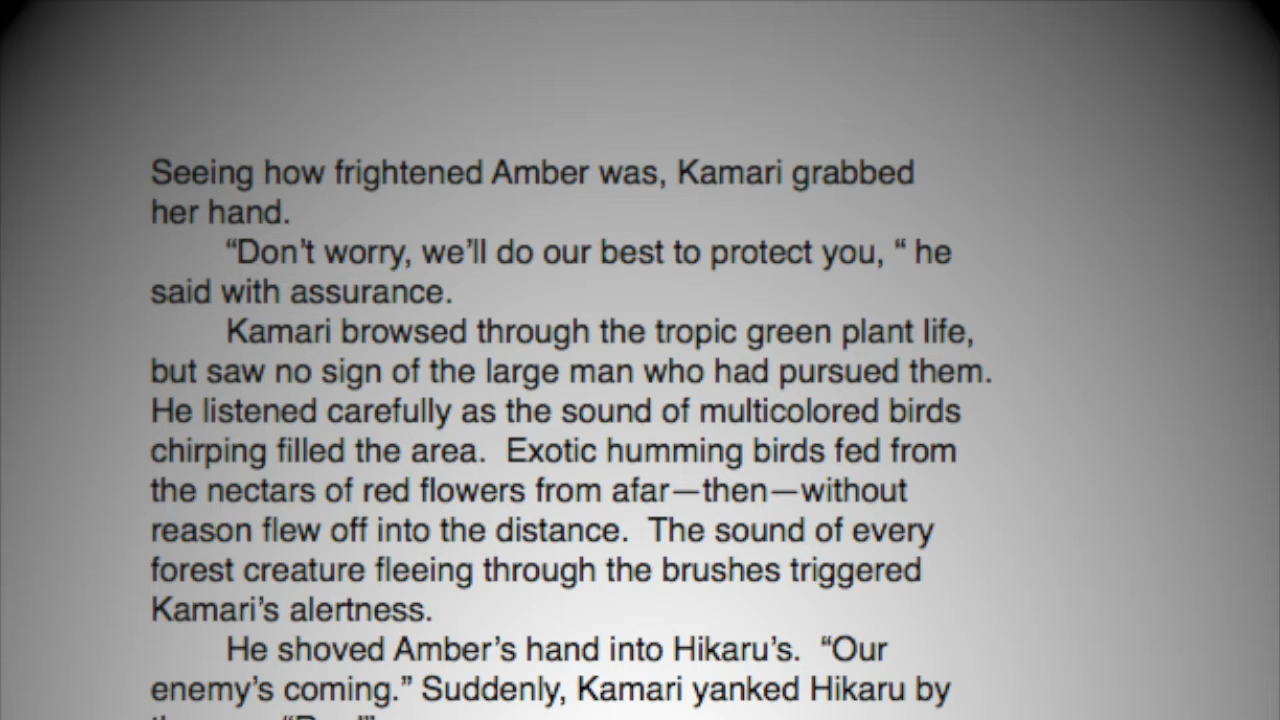 Seeing how frightened Amber was, Kamari grabbed
her hand.
“Don’t worry, we’ll do our best to protect you, “ he
said with assurance.
Kamari browsed through the tropic green plant life,
but saw no sign of the large man who had pursued them.
He listened carefully as the sound of multicolored birds
chirping filled the area.  Exotic humming birds fed from
the nectars of red flowers from afar—then—without
reason flew off into the distance.  The sound of every
forest creature fleeing through the brushes triggered
Kamari’s alertness.
He shoved Amber’s hand into Hikaru’s.  “Our
enemy’s coming.” Suddenly, Kamari yanked Hikaru by